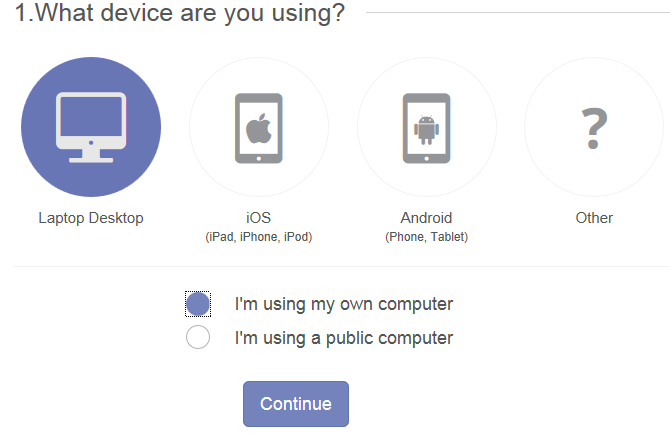 1.What device are you using?
?
Laptop Desktop
iOS
(iPad, iPhone, iPod)
Android
(Phone, Tablet)
Other
I'm using my own computer
I'm using a public computer
Continue